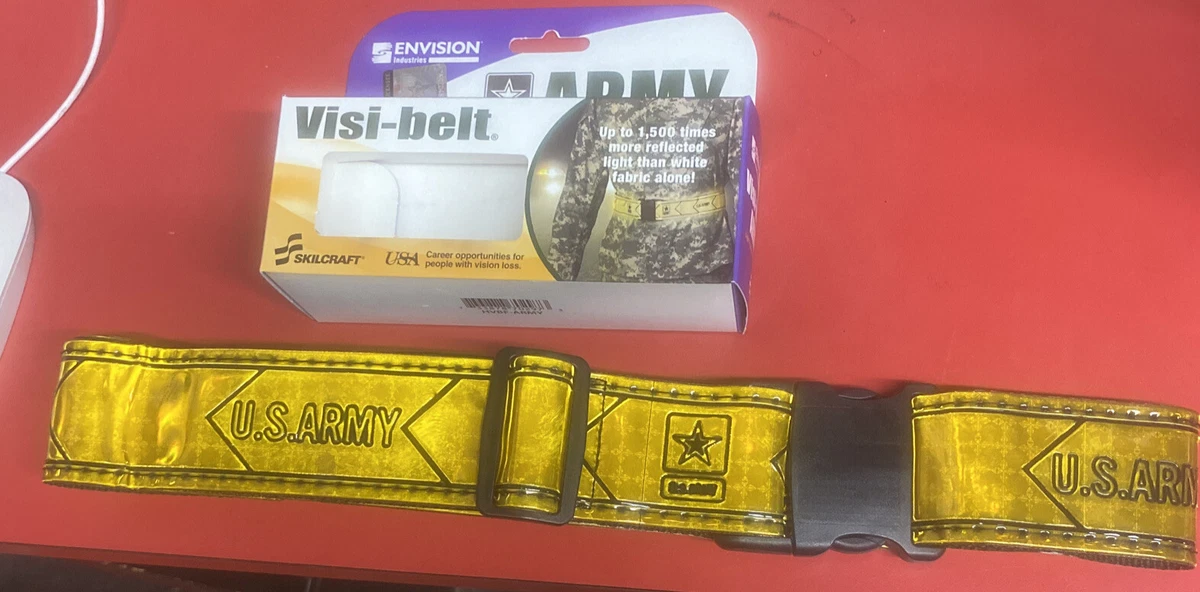 ENVISION
Industries
ARMY
Visi-belt®
Up to 1,500 times
more reflected
light than white
fabric alone!
SKILCRAFT®
USA
Career opportunities for
people with vision loss.
U.S.ARMY
U.S.ARMY
U.S.ARM